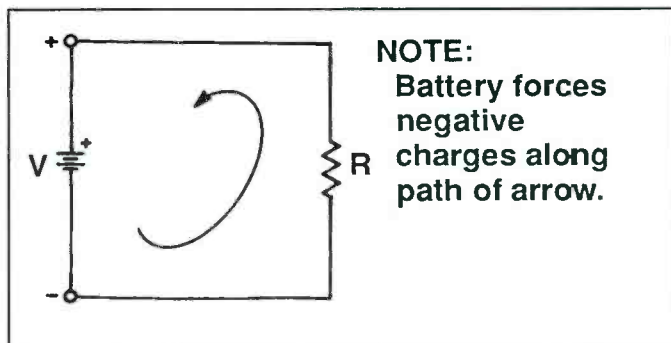 +
NOTE:
Battery forces
negative
charges along
path of arrow.
+
V
R
-